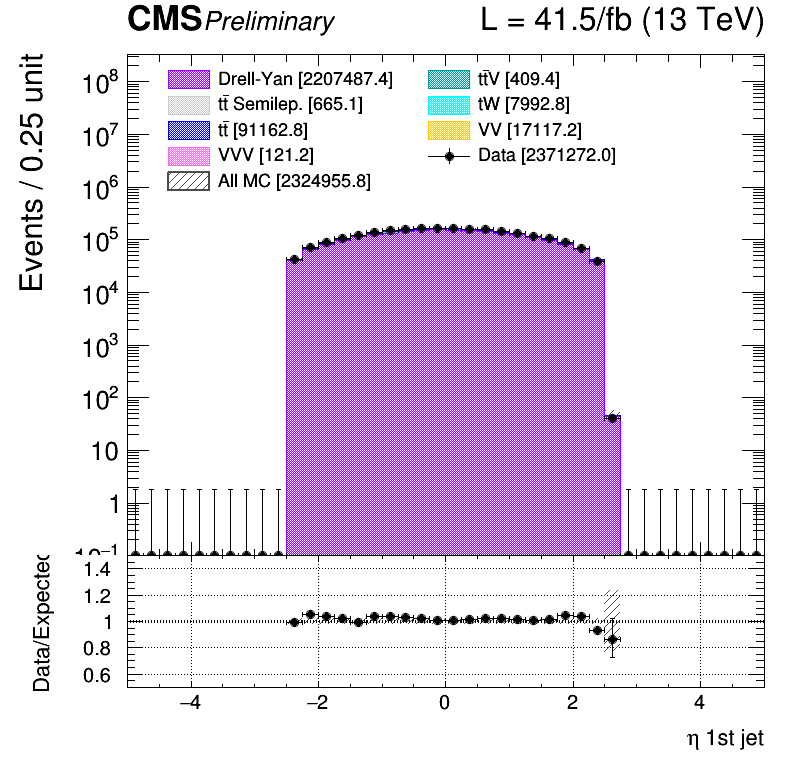 CMS Preliminary L = 41.5/fb (13 TeV)
Events / 0.25 unit
Drell-Yan [2207487.4]
tt̄ Semilep. [665.1]
tt̄ [91162.8]
VVV [121.2]
All MC [2324955.8]
tt̄V [409.4]
tW [7992.8]
VV [17117.2]
Data [2371272.0]
10⁸
10⁷
10⁶
10⁵
10⁴
10³
10²
10
1
10⁻¹
Data/Expected
1.4
1.2
1
0.8
0.6
−4 −2 0 2 4
η 1st jet